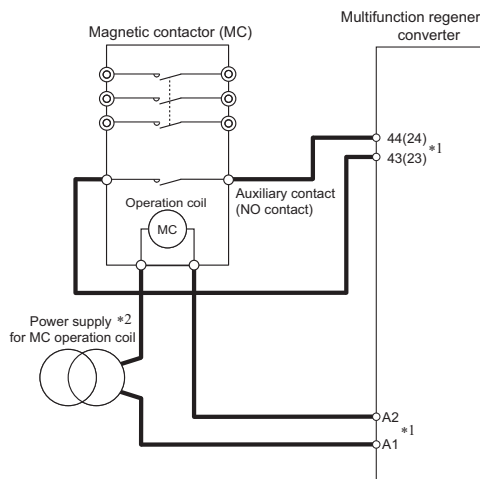 Multifunction regener
converter
Magnetic contactor (MC)
44(24)
43(23)
*1
Auxiliary contact
(NO contact)
Operation coil
MC
Power supply *2
for MC operation coil
A2
*1
A1